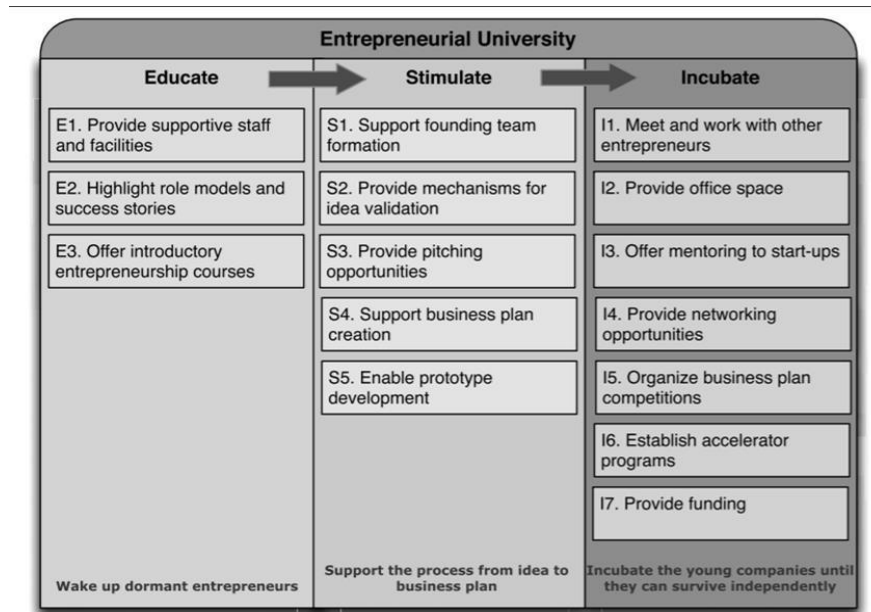 Entrepreneurial University
Educate
Stimulate
Incubate
E1. Provide supportive staff
and facilities
E2. Highlight role models and
success stories
E3. Offer introductory
entrepreneurship courses
Wake up dormant entrepreneurs
S1. Support founding team
formation
S2. Provide mechanisms for
idea validation
S3. Provide pitching
opportunities
S4. Support business plan
creation
S5. Enable prototype
development
Support the process from idea to
business plan
I1. Meet and work with other
entrepreneurs
I2. Provide office space
I3. Offer mentoring to start-ups
I4. Provide networking
opportunities
I5. Organize business plan
competitions
I6. Establish accelerator
programs
I7. Provide funding
Incubate the young companies until
they can survive independently